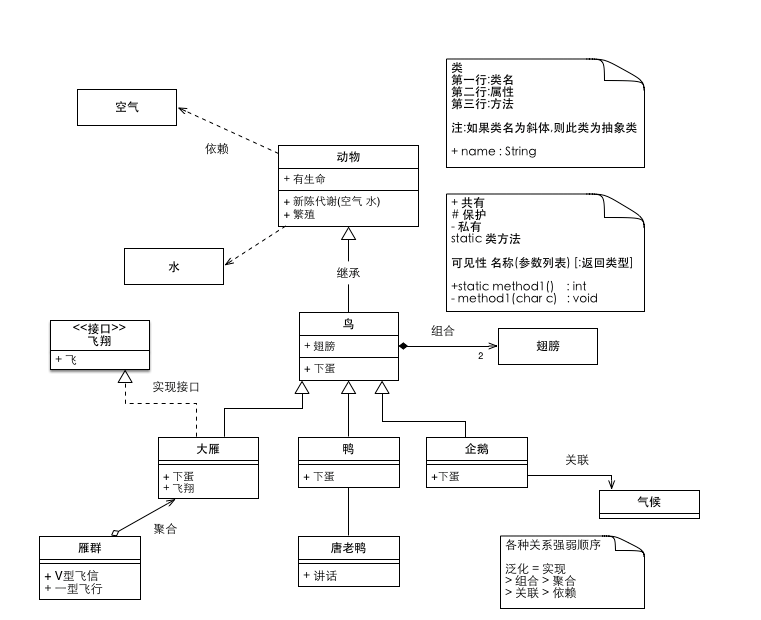 类
第一行:类名
第二行:属性
第三行:方法
注:如果类名为斜体,则此类为抽象类
+ name : String
空气
依赖
动物
+ 有生命
+ 新陈代谢(空气 水)
+ 繁殖
+ 共有
# 保护
- 私有
static 类方法
可见性 名称(参数列表) [:返回类型]
+static method1() : int
- method1(char c) : void
水
继承
<<接口>>
飞翔
+ 飞
鸟
+ 翅膀
+ 下蛋
组合
2
翅膀
实现接口
大雁
+ 下蛋
+ 飞翔
鸭
+ 下蛋
企鹅
+下蛋
关联
气候
聚合
雁群
+ V型飞信
+ 一型飞行
唐老鸭
+ 讲话
各种关系强弱顺序
泛化 = 实现
> 组合 > 聚合
> 关联 > 依赖